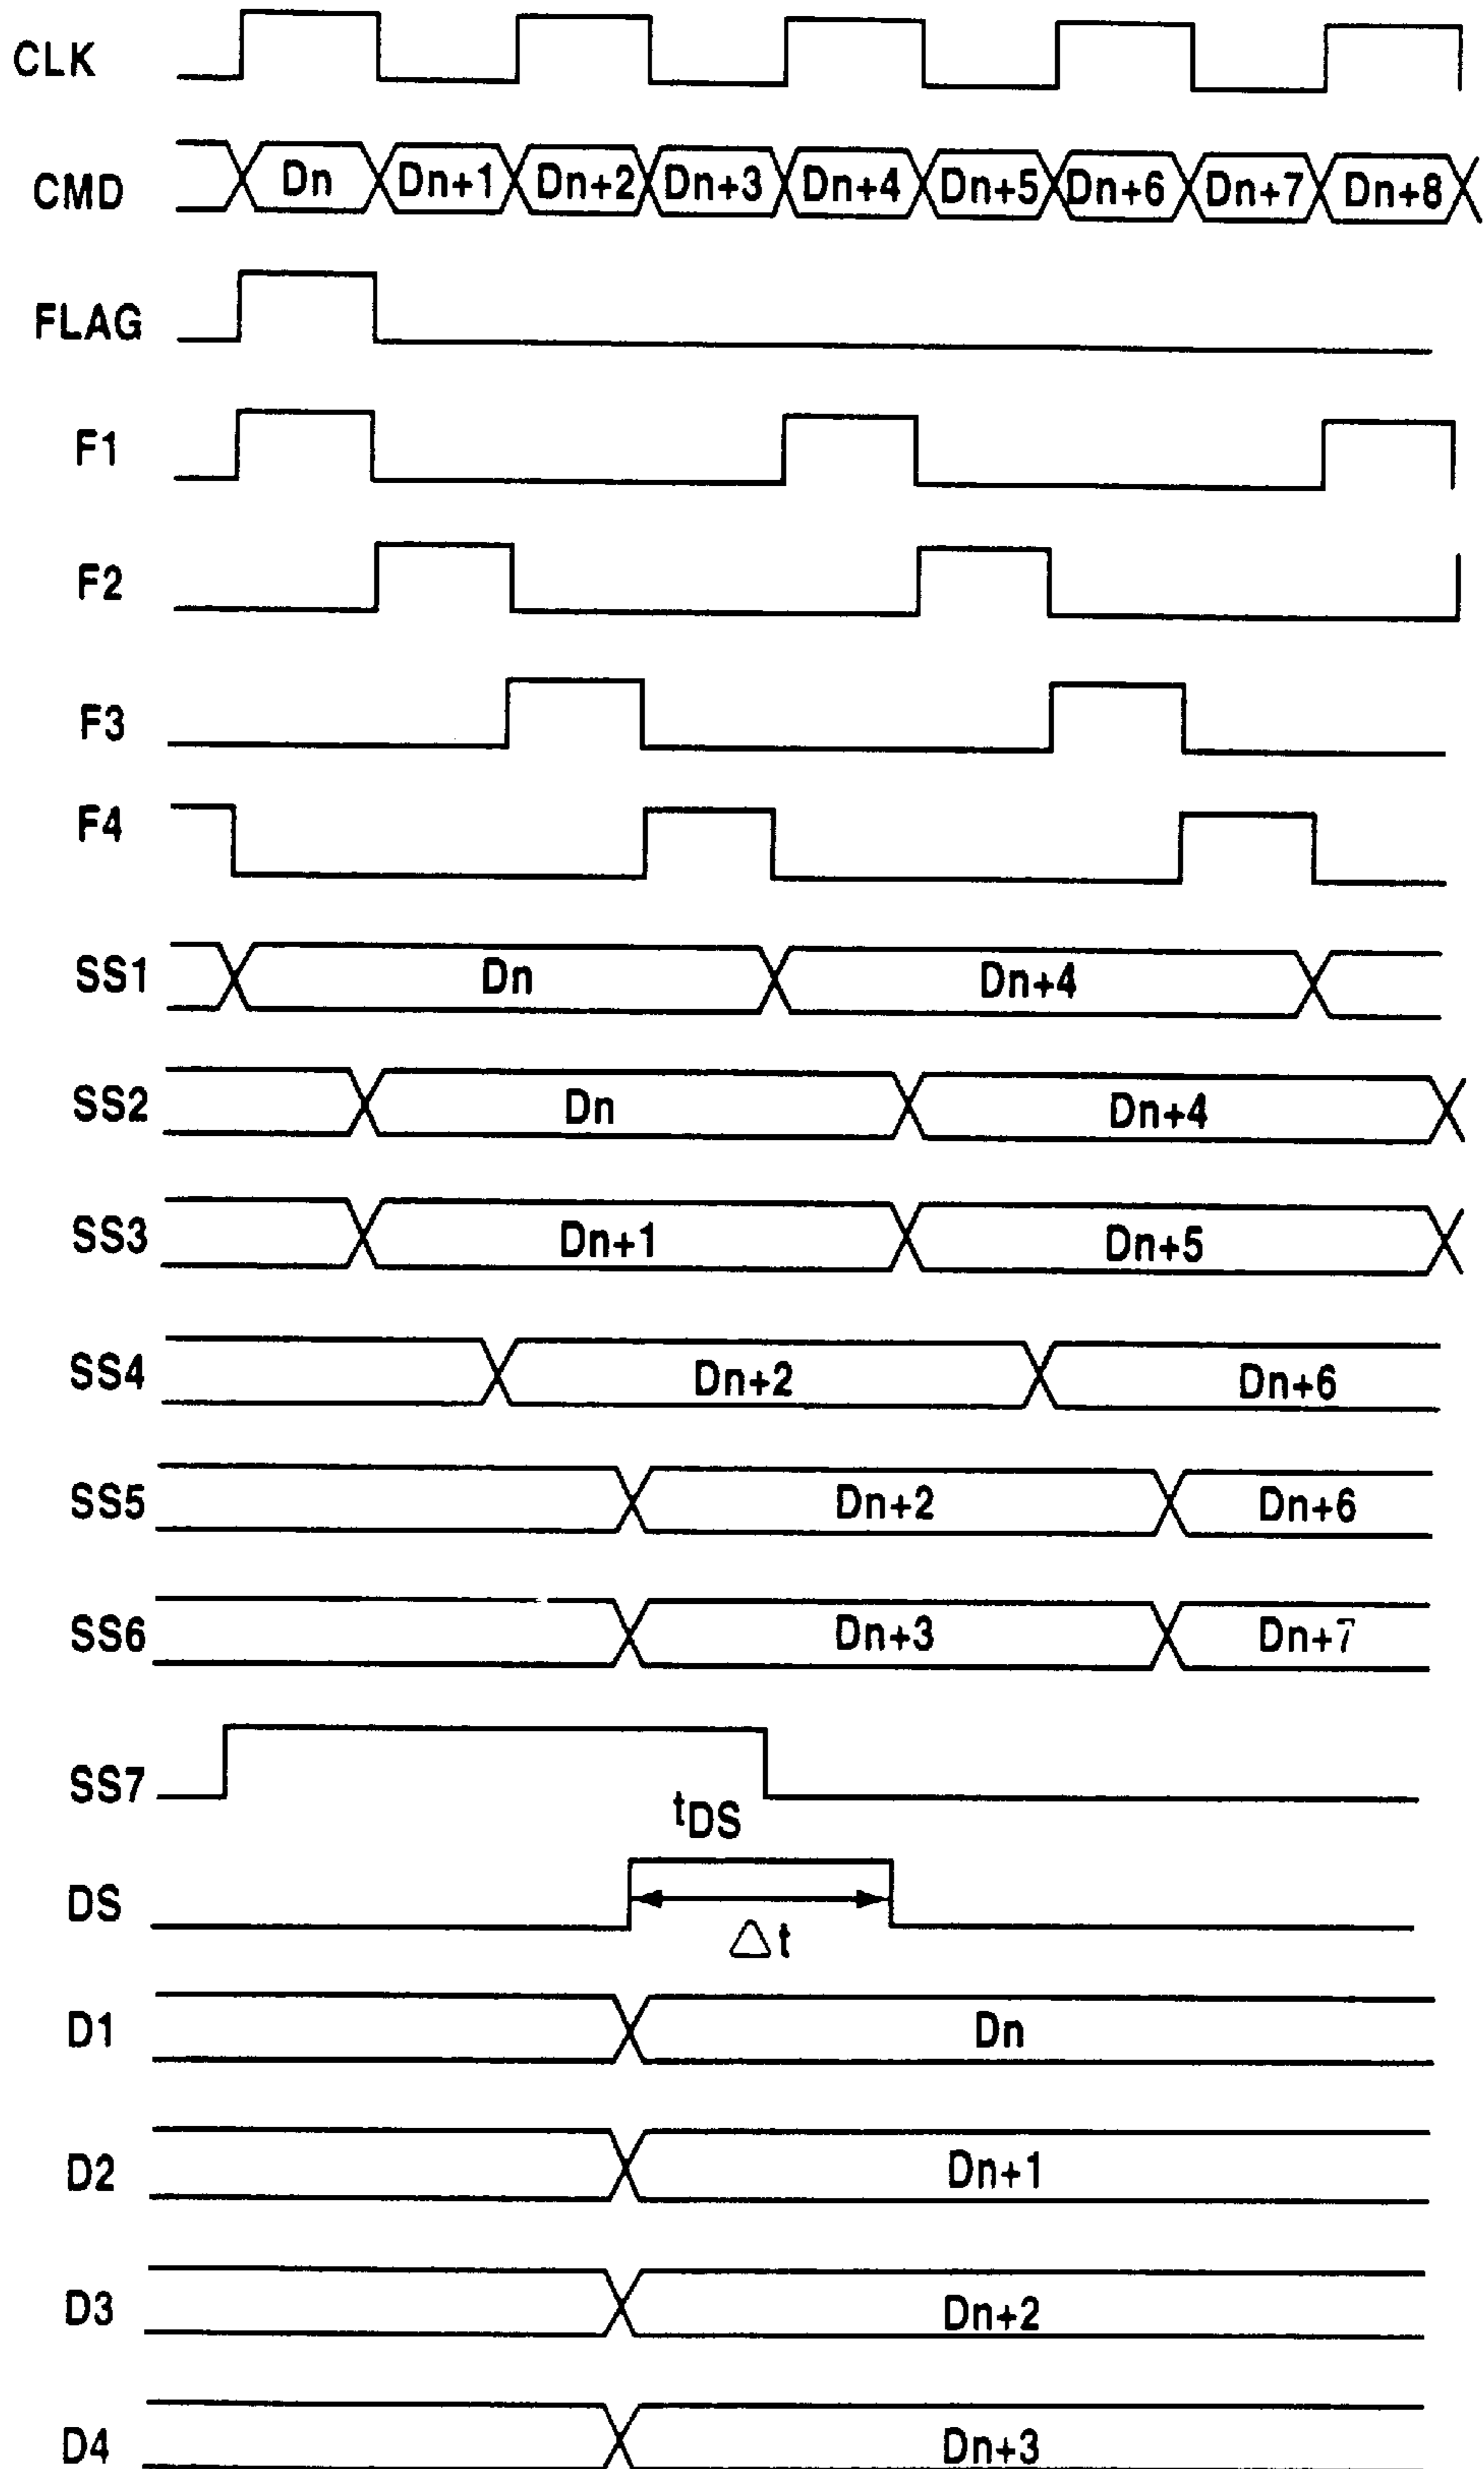 CLK
CMD Dn Dn+1 Dn+2 Dn+3 Dn+4 Dn+5 Dn+6 Dn+7 Dn+8
FLAG
F1
F2
F3
F4
SS1 Dn Dn+4
SS2 Dn Dn+4
SS3 Dn+1 Dn+5
SS4 Dn+2 Dn+6
SS5 Dn+2 Dn+6
SS6 Dn+3 Dn+7
SS7
tDS
DS
△t
D1 Dn
D2 Dn+1
D3 Dn+2
D4 Dn+3